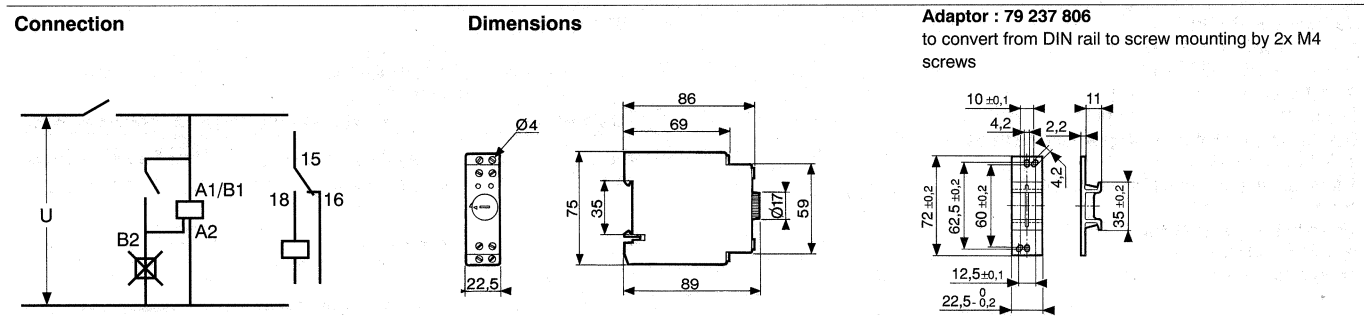 Connection
U
A1/B1
A2
B2
15
18
16
Dimensions
Ø4
22,5
86
69
75
35
Ø17
59
89
Adaptor : 79 237 806
to convert from DIN rail to screw mounting by 2x M4
screws
10 ±0,1
11
4,2
2,2
4,2
72 ±0,2
62,5 ±0,2
60 ±0,2
35 ±0,2
12,5±0,1
22,5- 0
0,2